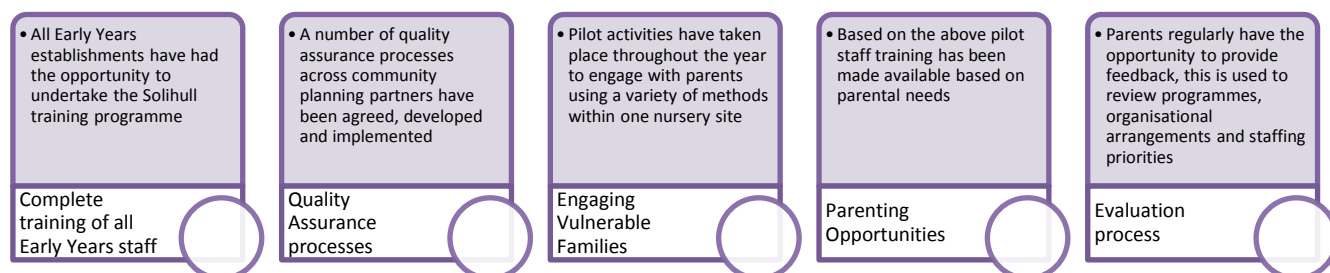 • All Early Years
establishments have had
the opportunity to
undertake the Solihull
training programme
Complete
training of all
Early Years staff
• A number of quality
assurance processes
across community
planning partners have
been agreed, developed
and implemented
Quality
Assurance
processes
• Pilot activities have taken
place throughout the year
to engage with parents
using a variety of methods
within one nursery site
Engaging
Vulnerable
Families
• Based on the above pilot
staff training has been
made available based on
parental needs
Parenting
Opportunities
• Parents regularly have the
opportunity to provide
feedback, this is used to
review programmes,
organisational
arrangements and staffing
priorities
Evaluation
process